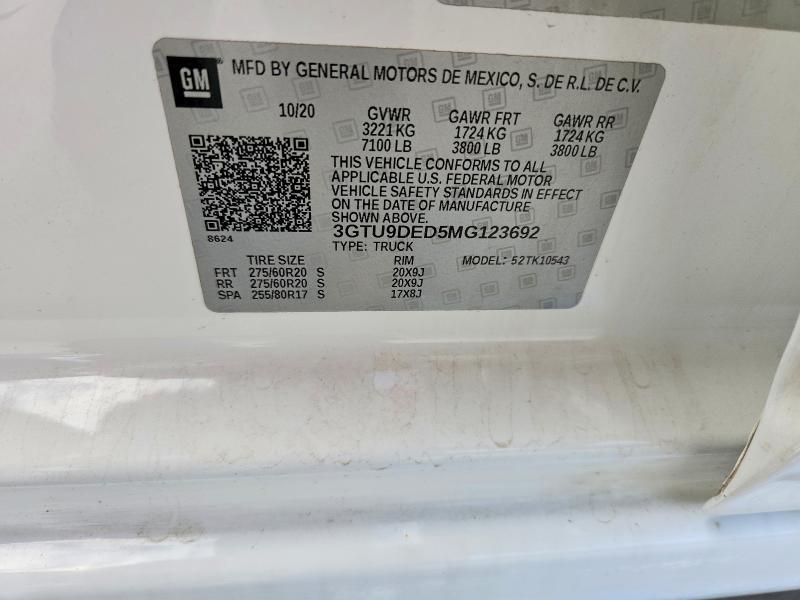 GM MFD BY GENERAL MOTORS DE MEXICO, S. DE R.L. DE C.V.
10/20 GVWR GAWR FRT GAWR RR
3221 KG 1724 KG 1724 KG
7100 LB 3800 LB 3800 LB
THIS VEHICLE CONFORMS TO ALL
APPLICABLE U.S. FEDERAL MOTOR
VEHICLE SAFETY STANDARDS IN EFFECT
ON THE DATE OF MANUFACTURE
SHOWN ABOVE.
8624
3GTU9DED5MG123692
TYPE: TRUCK
TIRE SIZE RIM MODEL: 52TK10543
FRT 275/60R20 S 20X9J
RR 275/60R20 S 20X9J
SPA 255/80R17 S 17X8J